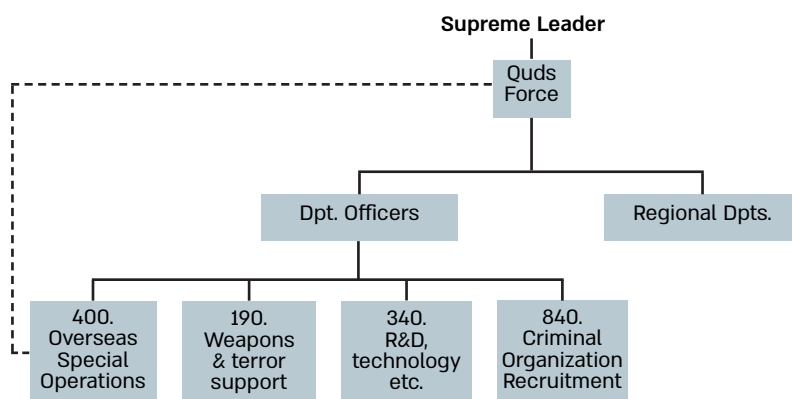 Supreme Leader
Quds
Force
Dpt. Officers
Regional Dpts.
400.
Overseas
Special
Operations
190.
Weapons
& terror
support
340.
R&D,
technology
etc.
840.
Criminal
Organization
Recruitment